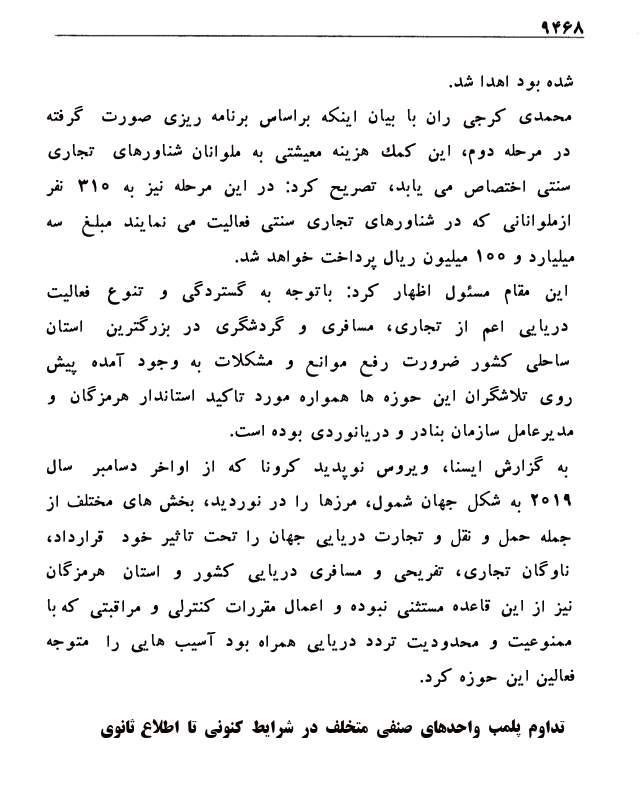 ۹۴۶۸
شده بود اهدا شد.
محمدی کرجی ران با بیان اینکه براساس برنامه ریزی صورت گرفته
در مرحله دوم، این کمك هزینه معیشتی به ملوانان شناورهای تجاری
سنتی اختصاص می یابد، تصریح کرد: در این مرحله نیز به ۳۱۰ نفر
ازملوانانی که در شناورهای تجاری سنتی فعالیت می نمایند مبلغ سه
میلیارد و ۱۰۰ میلیون ریال پرداخت خواهد شد.
این مقام مسئول اظهار کرد: باتوجه به گستردگی و تنوع فعالیت
دریایی اعم از تجاری، مسافری و گردشگری در بزرگترین استان
ساحلی کشور ضرورت رفع موانع و مشکلات به وجود آمده پیش
روی تلاشگران این حوزه ها همواره مورد تاکید استاندار هرمزگان و
مدیرعامل سازمان بنادر و دریانوردی بوده است.
به گزارش ایسنا، ویروس نوپدید کرونا که از اواخر دسامبر سال
۲۰۱۹ به شکل جهان شمول، مرزها را در نوردید، بخش های مختلف از
جمله حمل و نقل و تجارت دریایی جهان را تحت تاثیر خود قرارداد،
ناوگان تجاری، تفریحی و مسافری دریایی کشور و استان هرمزگان
نیز از این قاعده مستثنی نبوده و اعمال مقررات کنترلی و مراقبتی که با
ممنوعیت و محدودیت تردد دریایی همراه بود آسیب هایی را متوجه
فعالین این حوزه کرد.
تداوم پلمب واحدهای صنفی متخلف در شرایط کنونی تا اطلاع ثانوی